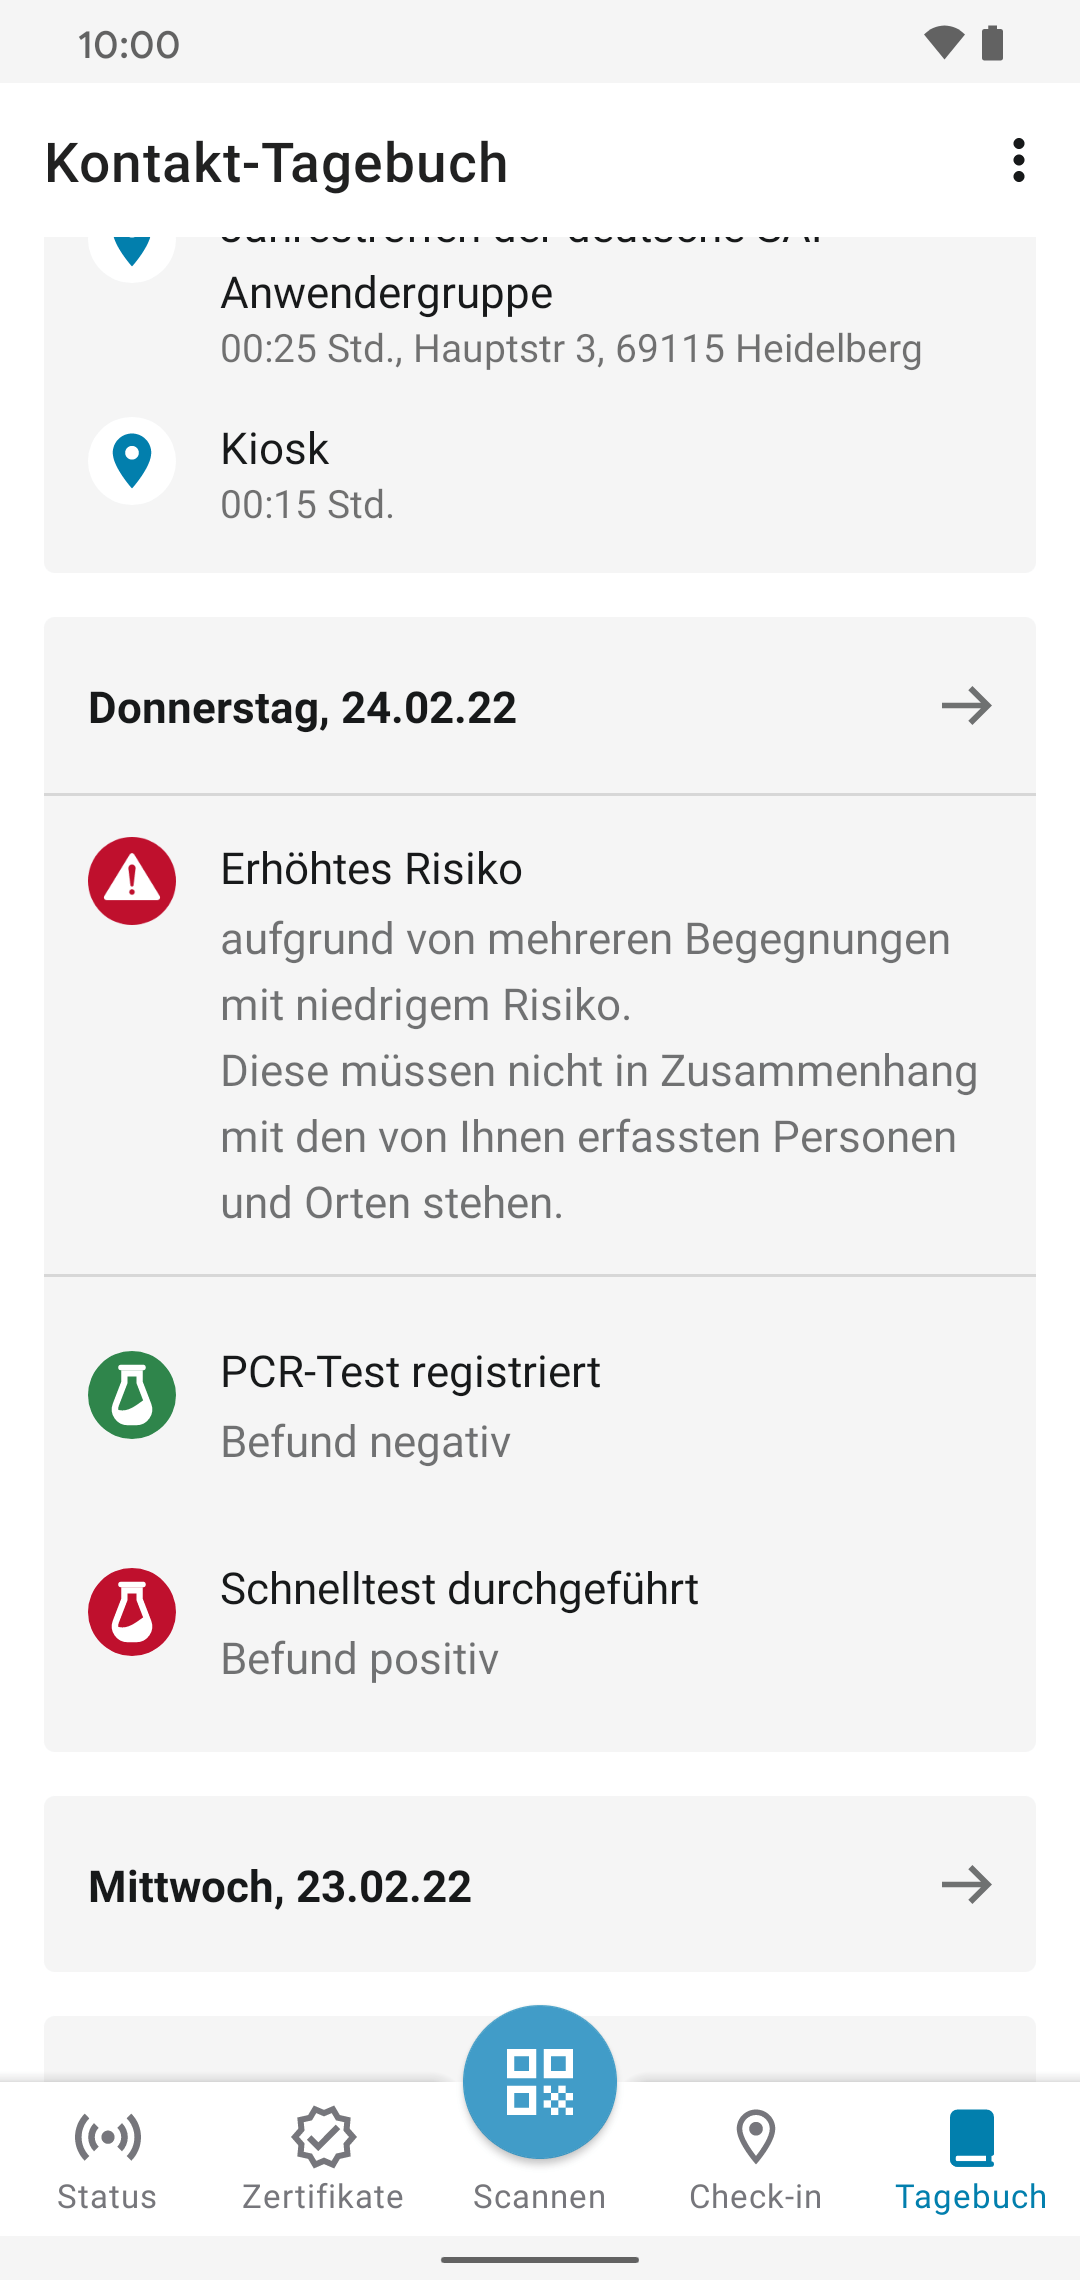 10:00
Kontakt-Tagebuch
Anwendergruppe
00:25 Std., Hauptstr 3, 69115 Heidelberg
Kiosk
00:15 Std.
Donnerstag, 24.02.22
Erhöhtes Risiko
aufgrund von mehreren Begegnungen
mit niedrigem Risiko.
Diese müssen nicht in Zusammenhang
mit den von Ihnen erfassten Personen
und Orten stehen.
PCR-Test registriert
Befund negativ
Schnelltest durchgeführt
Befund positiv
Mittwoch, 23.02.22
Status
Zertifikate
Scannen
Check-in
Tagebuch